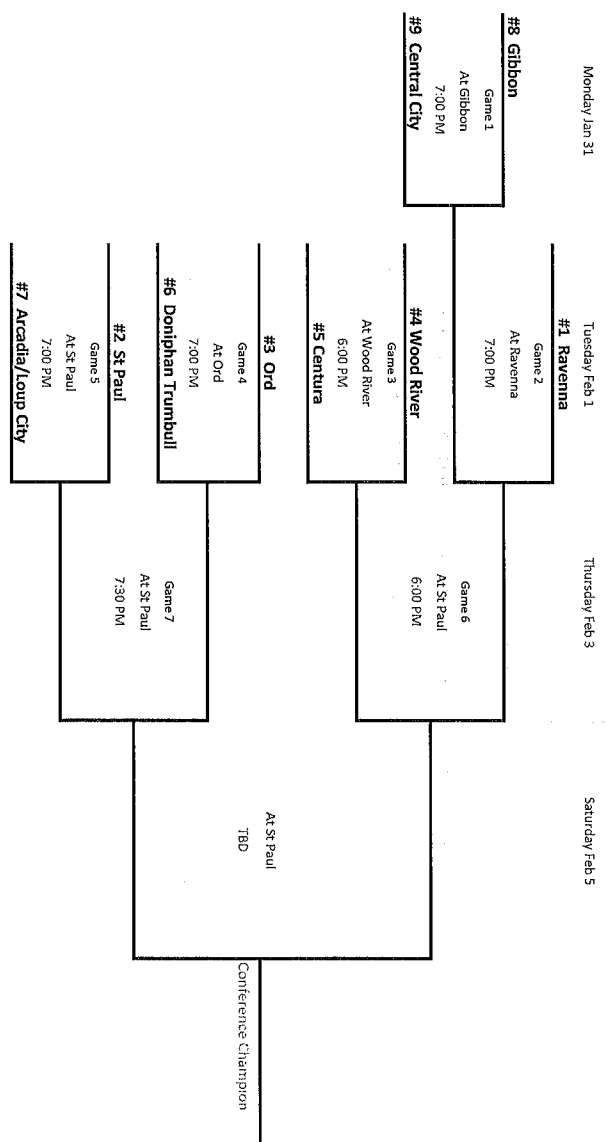 Monday Jan 31
Tuesday Feb 1
Thursday Feb 3
Saturday Feb 5
#8  Gibbon
Game 1
At Gibbon
7:00 PM
#9  Central City
#1  Ravenna
Game 2
At Ravenna
7:00 PM
#4 Wood River
Game 3
At Wood River
6:00 PM
#5 Centura
#3  Ord
Game 4
At Ord
7:00 PM
#6  Doniphan Trumbull
#2  St Paul
Game 5
At St Paul
7:00 PM
#7  Arcadia/Loup City
Game 6
At St Paul
6:00 PM
Game 7
At St Paul
7:30 PM
At St Paul
TBD
Conference Champion